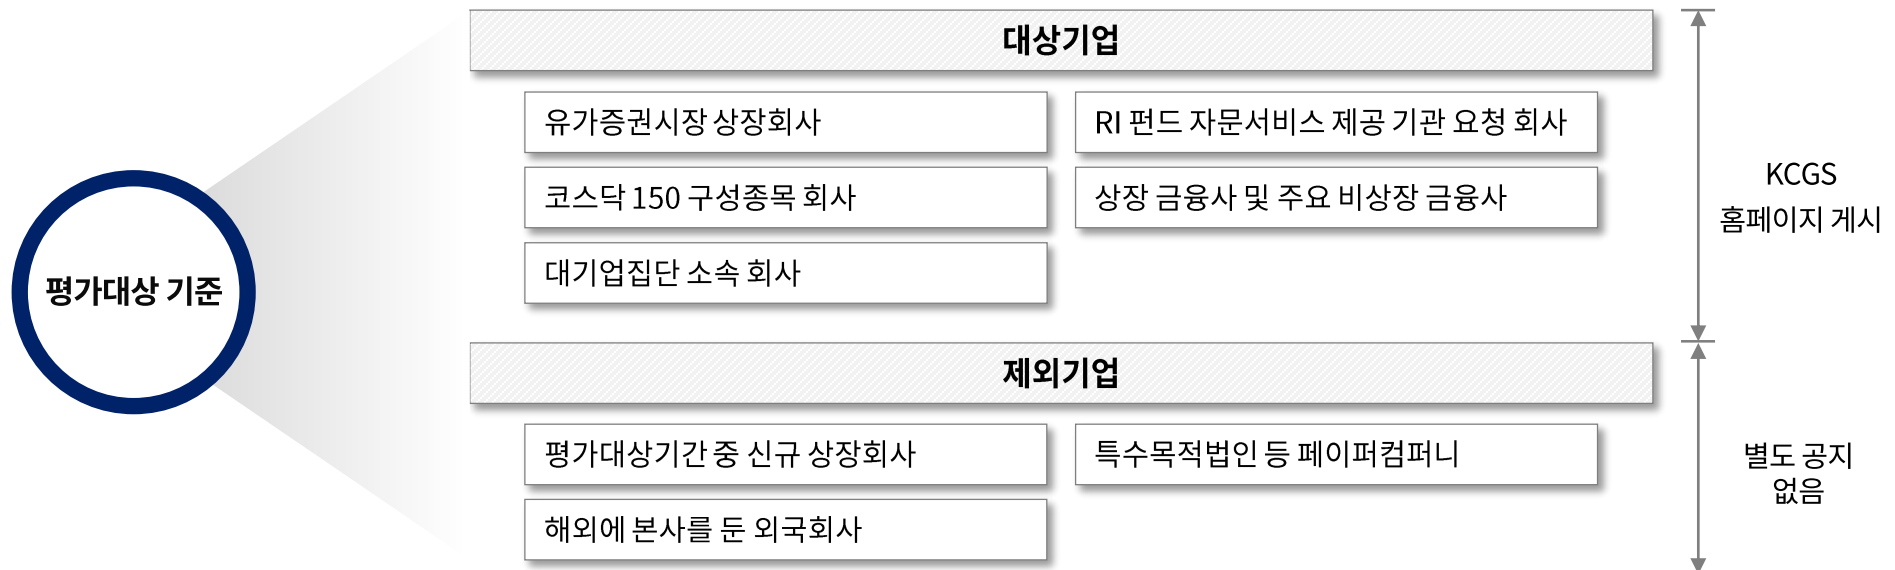 평가대상 기준
대상기업
유가증권시장 상장회사
RI 펀드 자문서비스 제공 기관 요청 회사
코스닥 150 구성종목 회사
상장 금융사 및 주요 비상장 금융사
대기업집단 소속 회사
KCGS
홈페이지 게시
제외기업
평가대상기간 중 신규 상장회사
특수목적법인 등 페이퍼컴퍼니
해외에 본사를 둔 외국회사
별도 공지
없음